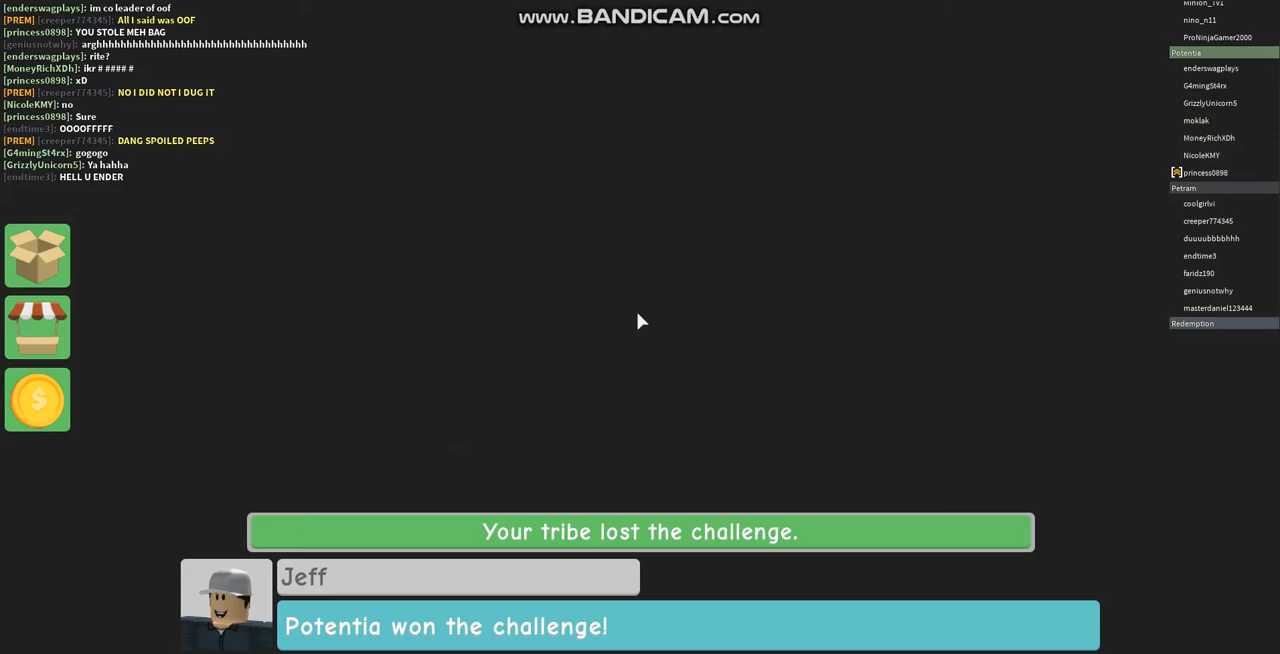 www.BANDICAM.com
[enderswagplays]: im co leader of oof
[PREM] [creeper774345]: All I said was OOF
[princess0898]: YOU STOLE MEH BAG
[geniusnotwhy]: arghhhhhhhhhhhhhhhhhhhhhhhhhhhhhhhhhhh
[enderswagplays]: rite?
[MoneyRichXDh]: ikr # #### #
[princess0898]: xD
[PREM] [creeper774345]: NO I DID NOT I DUG IT
[NicoleKMY]: no
[princess0898]: Sure
[endtime3]: OOOOFFFFF
[PREM] [creeper774345]: DANG SPOILED PEEPS
[G4mingSt4rx]: gogogo
[GrizzlyUnicorn5]: Ya hahha
[endtime3]: HELL U ENDER
Minion_TV1
nino_n11
ProNinjaGamer2000
Potentia
enderswagplays
G4mingSt4rx
GrizzlyUnicorn5
moklak
MoneyRichXDh
NicoleKMY
princess0898
Petram
coolgirlvi
creeper774345
duuuubbbbhhh
endtime3
faridz190
geniusnotwhy
masterdaniel123444
Redemption
Your tribe lost the challenge.
Jeff
Potentia won the challenge!